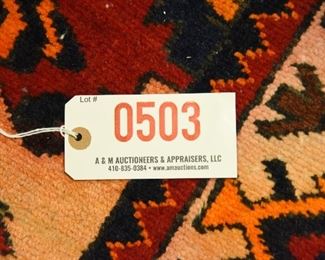 Lot #
0503
A & M AUCTIONEERS & APPRAISERS, LLC
410-835-0384 • www.amauctions.com